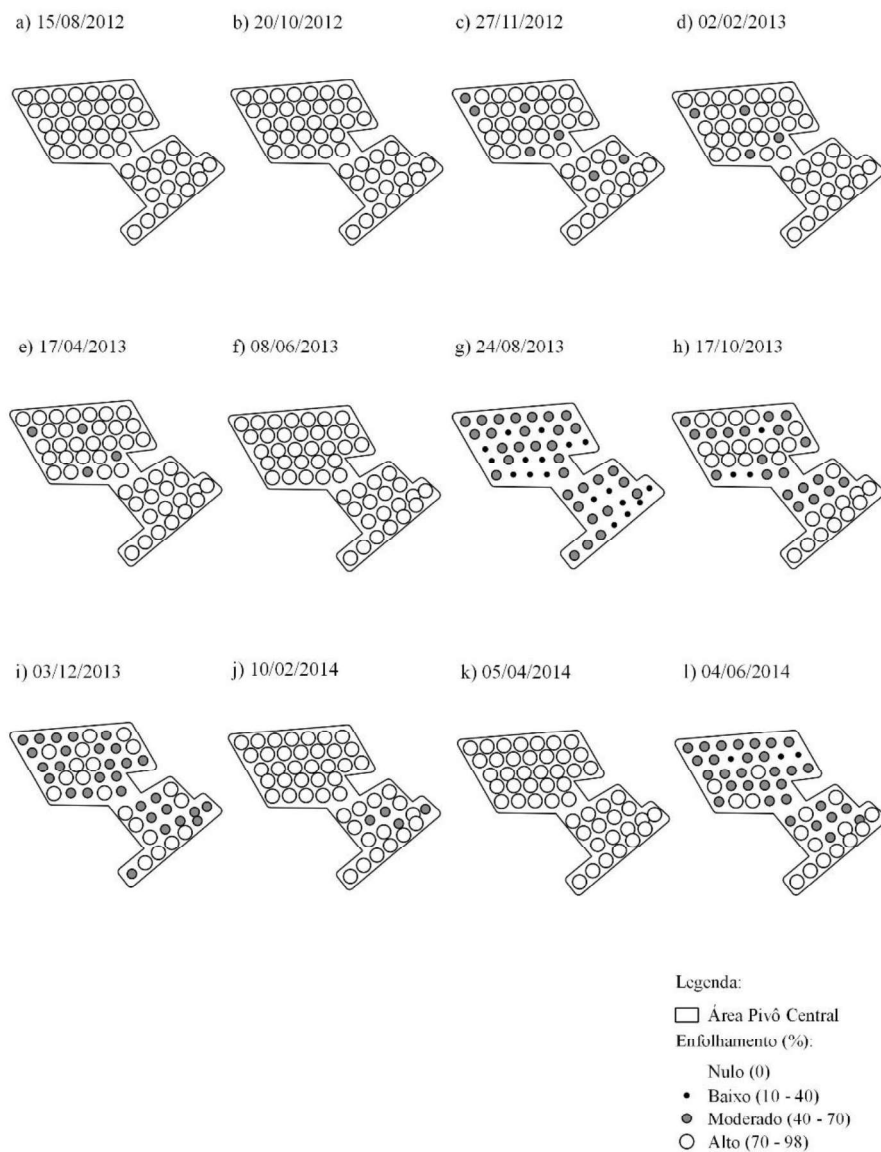 a) 15/08/2012
b) 20/10/2012
c) 27/11/2012
d) 02/02/2013
e) 17/04/2013
f) 08/06/2013
g) 24/08/2013
h) 17/10/2013
i) 03/12/2013
j) 10/02/2014
k) 05/04/2014
l) 04/06/2014
Legenda:
Área Pivô Central
Enfolhamento (%):
Nulo (0)
Baixo (10 - 40)
Moderado (40 - 70)
Alto (70 - 98)